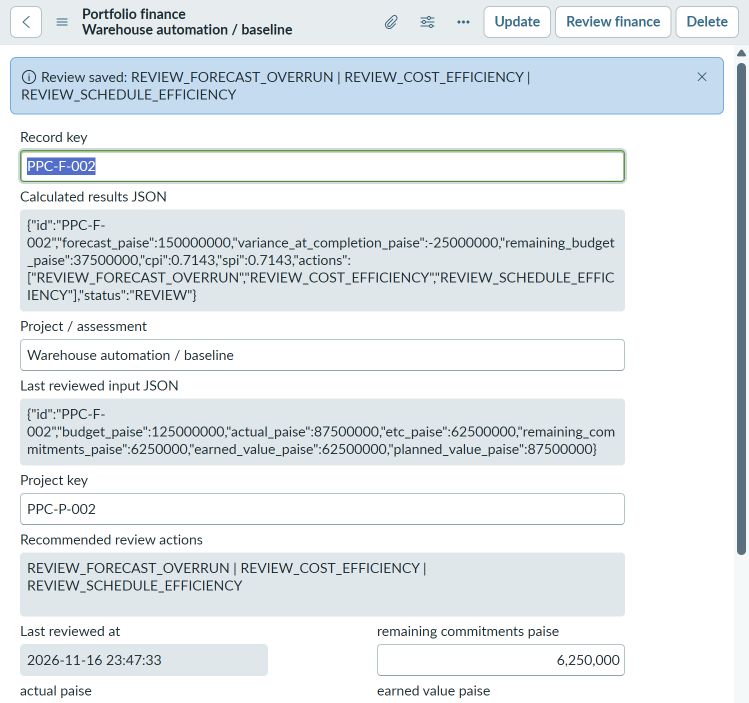 Portfolio finance
Warehouse automation / baseline
Update
Review finance
Delete
Review saved: REVIEW_FORECAST_OVERRUN | REVIEW_COST_EFFICIENCY |
REVIEW_SCHEDULE_EFFICIENCY
Record key
PPC-F-002
Calculated results JSON
{"id":"PPC-F-
002","forecast_paise":150000000,"variance_at_completion_paise":-25000000,"remaining_budget
_paise":37500000,"cpi":0.7143,"spi":0.7143,"actions":
["REVIEW_FORECAST_OVERRUN","REVIEW_COST_EFFICIENCY","REVIEW_SCHEDULE_EFFIC
IENCY"],"status":"REVIEW"}
Project / assessment
Warehouse automation / baseline
Last reviewed input JSON
{"id":"PPC-F-
002","budget_paise":125000000,"actual_paise":87500000,"etc_paise":62500000,"remaining_com
mitments_paise":6250000,"earned_value_paise":62500000,"planned_value_paise":87500000}
Project key
PPC-P-002
Recommended review actions
REVIEW_FORECAST_OVERRUN | REVIEW_COST_EFFICIENCY |
REVIEW_SCHEDULE_EFFICIENCY
Last reviewed at
remaining commitments paise
2026-11-16 23:47:33
6,250,000
actual paise
earned value paise